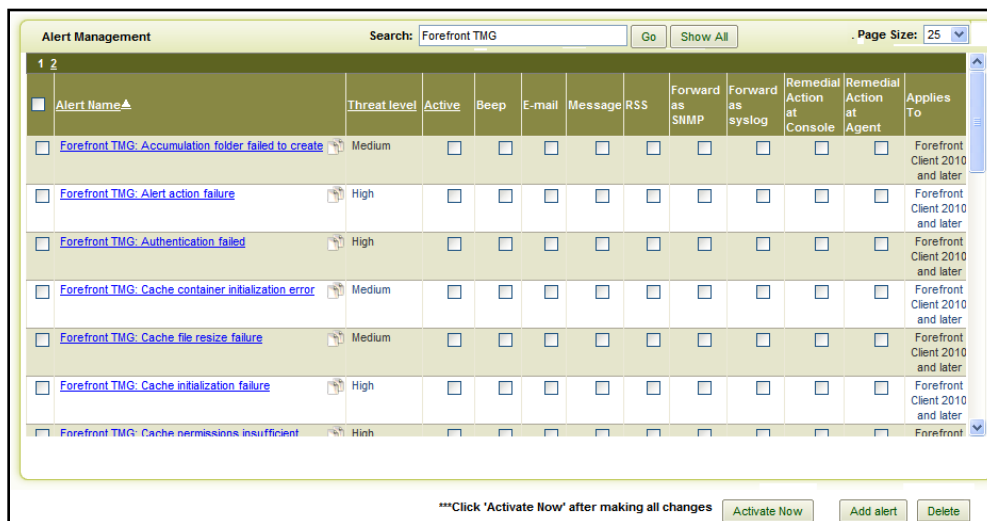 Alert Management Search: Forefront TMG Go Show All . Page Size: 25
1 2
Alert Name Threat level Active Beep E-mail Message RSS Forward as SNMP Forward as syslog Remedial Action at Console Remedial Action at Agent Applies To
Forefront TMG: Accumulation folder failed to create Medium Forefront Client 2010 and later
Forefront TMG: Alert action failure High Forefront Client 2010 and later
Forefront TMG: Authentication failed High Forefront Client 2010 and later
Forefront TMG: Cache container initialization error Medium Forefront Client 2010 and later
Forefront TMG: Cache file resize failure Medium Forefront Client 2010 and later
Forefront TMG: Cache initialization failure High Forefront Client 2010 and later
Forefront TMG: Cache permissions insufficient High Forefront
***Click 'Activate Now' after making all changes Activate Now Add alert Delete